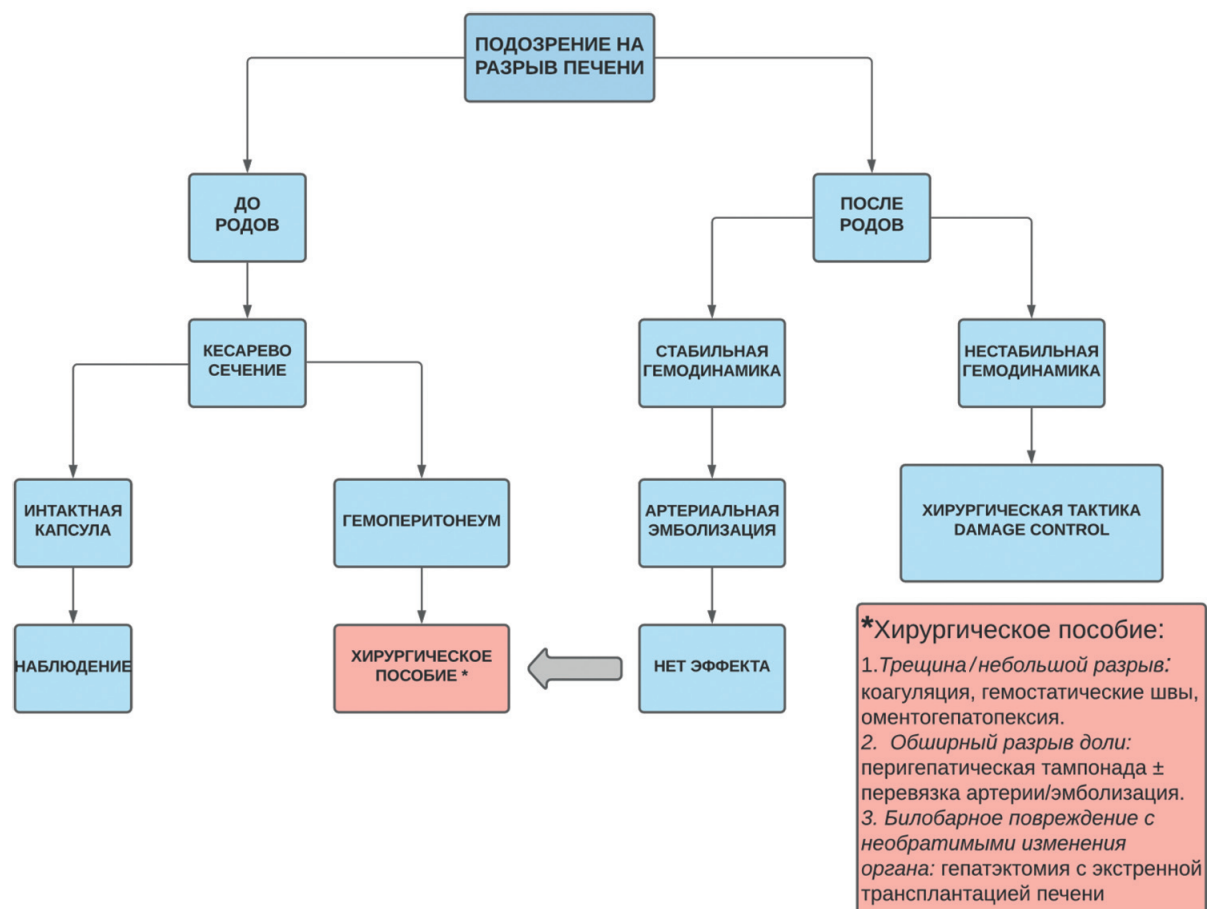 ПОДОЗРЕНИЕ НА
РАЗРЫВ ПЕЧЕНИ
ДО
РОДОВ
ПОСЛЕ
РОДОВ
КЕСАРЕВО
СЕЧЕНИЕ
СТАБИЛЬНАЯ
ГЕМОДИНАМИКА
НЕСТАБИЛЬНАЯ
ГЕМОДИНАМИКА
ИНТАКТНАЯ
КАПСУЛА
ГЕМОПЕРИТОНЕУМ
АРТЕРИАЛЬНАЯ
ЭМБОЛИЗАЦИЯ
ХИРУРГИЧЕСКАЯ ТАКТИКА
DAMAGE CONTROL
НАБЛЮДЕНИЕ
ХИРУРГИЧЕСКОЕ
ПОСОБИЕ *
НЕТ ЭФФЕКТА
*Хирургическое пособие:
1.Трещина/небольшой разрыв:
коагуляция, гемостатические швы,
оментогепатопексия.
2. Обширный разрыв доли:
перигепатическая тампонада ±
перевязка артерии/эмболизация.
3. Билобарное повреждение с
необратимыми изменения
органа: гепатэктомия с экстренной
трансплантацией печени